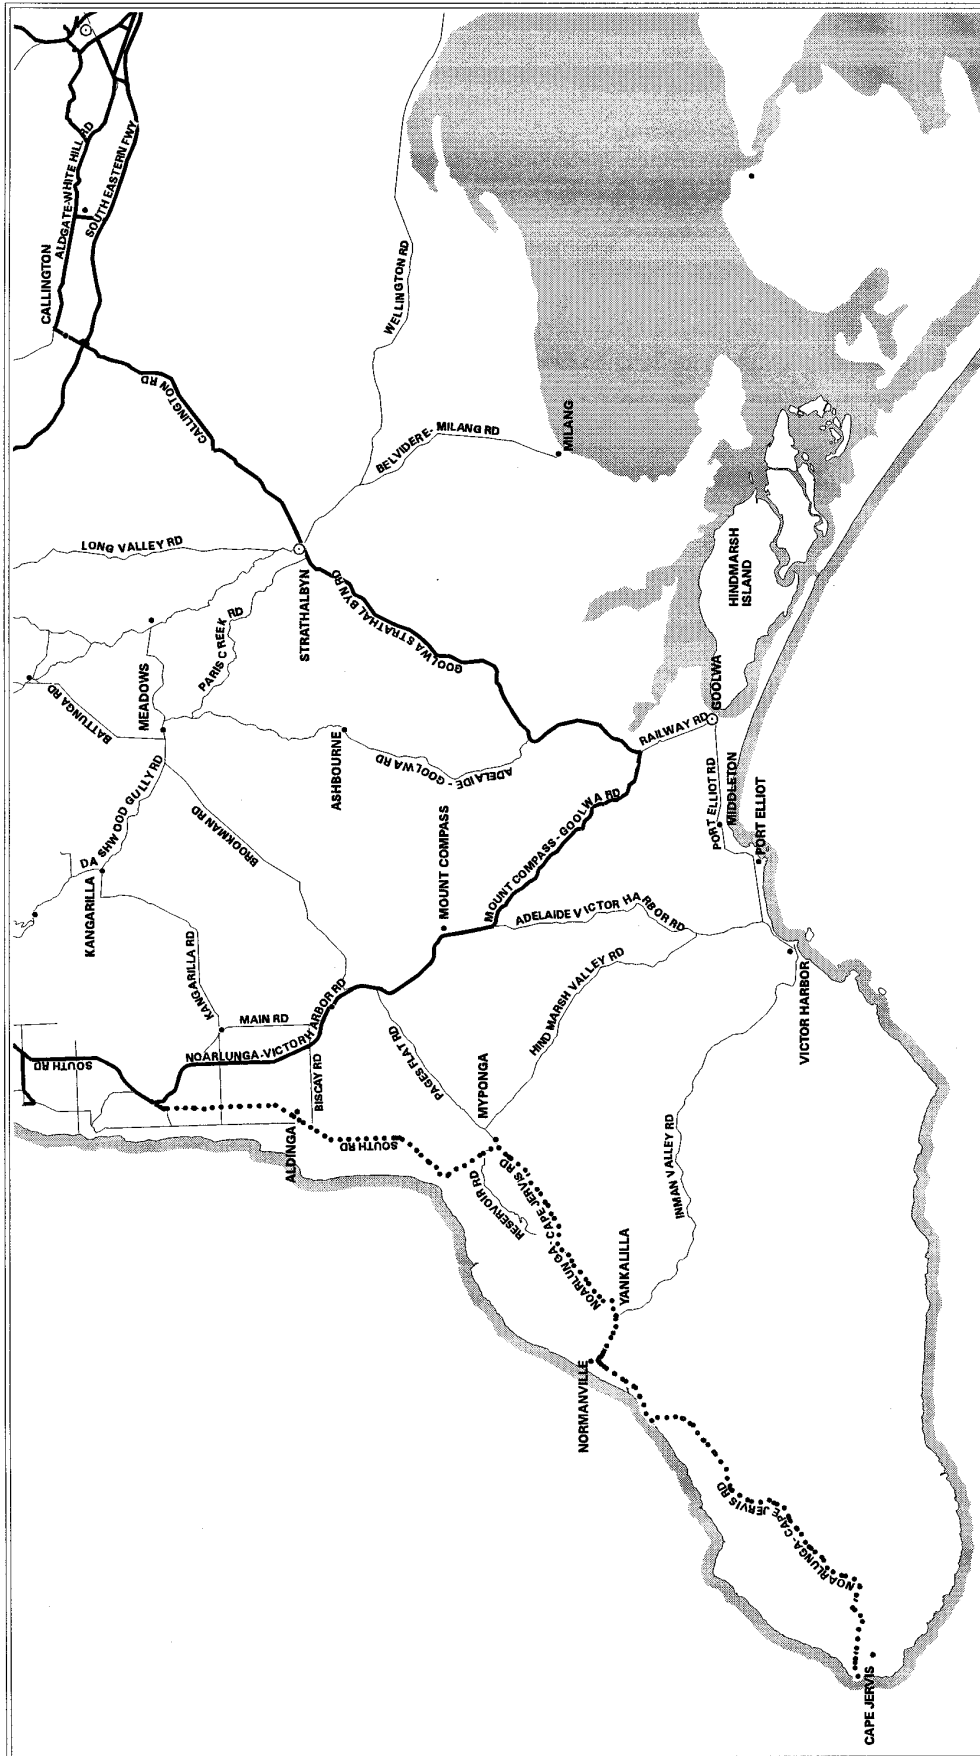 CALLINGTON
ALDGATE-WHITE HILL RD
SOUTH EASTERN FWY
WELLINGTON RD
CALLINGTON RD
BELVIDERE- MILANG RD
MILANG
LONG VALLEY RD
STRATHALBYN
GOOLWA STRATHALBYN RD
HINDMARSH
ISLAND
PARIS CREEK RD
MEADOWS
BATTUNGA RD
ASHBOURNE
ADELAIDE - GOOLWA RD
RAILWAY RD
GOOLWA
DASHWOOD GULLY RD
BROOKMAN RD
MOUNT COMPASS
MOUNT COMPASS - GOOLWA RD
PORT ELLIOT RD
MIDDLETON
PORT ELLIOT
KANGARILLA
KANGARILLA RD
ADELAIDE VICTOR HARBOR RD
MAIN RD
NOARLUNGA-VICTOR HARBOR RD
HINDMARSH VALLEY RD
VICTOR HARBOR
SOUTH RD
BISCAY RD
PAGES FLAT RD
MYPONGA
ALDINGA
SOUTH RD
RESERVOIR RD
NOARLUNGA - CAPE JERVIS RD
INMAN VALLEY RD
YANKALILLA
NORMANVILLE
NOARLUNGA - CAPE JERVIS RD
CAPE JERVIS